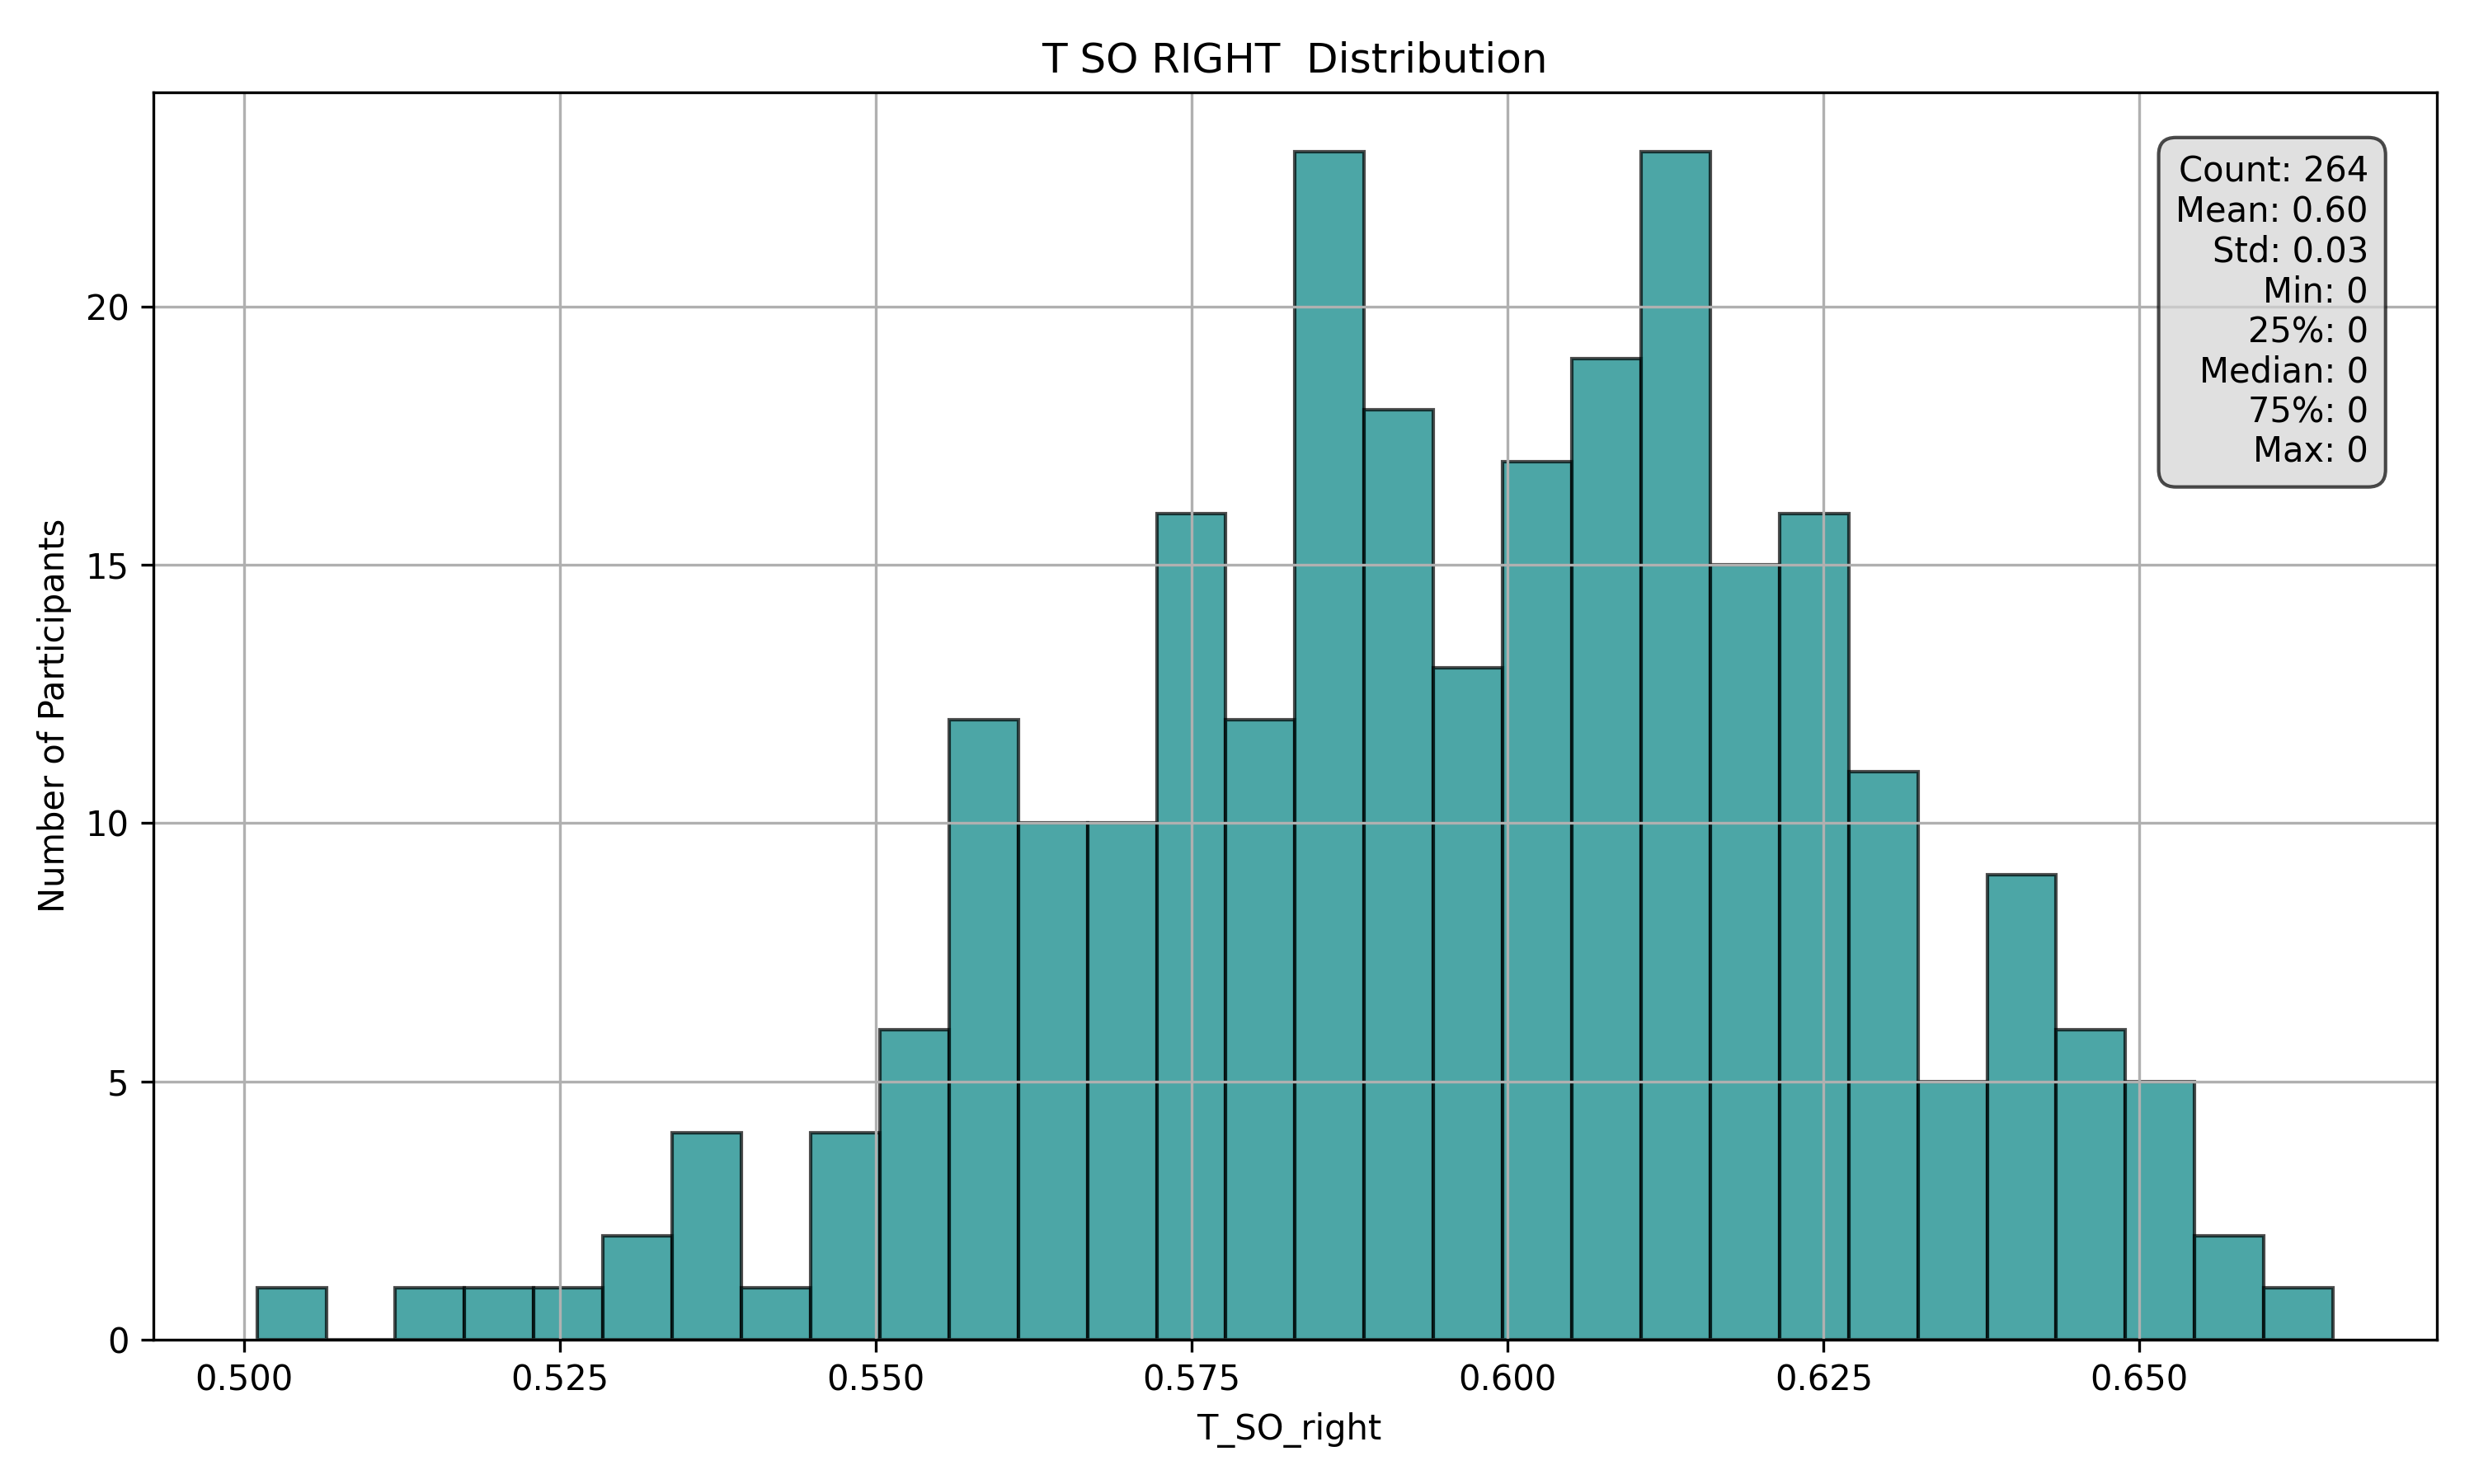 T SO RIGHT  Distribution
Count: 264
Mean: 0.60
Std: 0.03
Min: 0
25%: 0
Median: 0
75%: 0
Max: 0
Number of Participants
20
15
10
5
0
0.500 0.525 0.550 0.575 0.600 0.625 0.650
T_SO_right